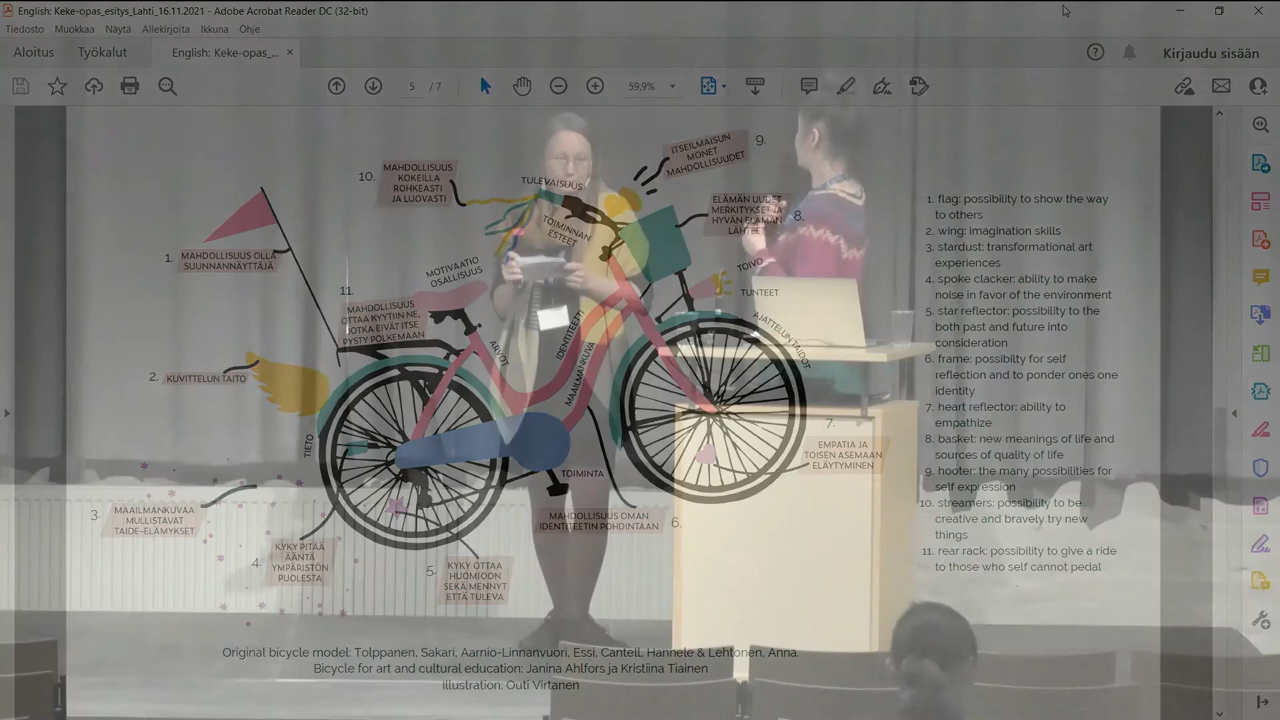 English: Keke-opas_esitys_Lahti_16.11.2021 - Adobe Acrobat Reader DC (32-bit)
Tiedosto Muokkaa Näytä Allekirjoita Ikkuna Ohje
Aloitus Työkalut English: Keke-opas_... × Kirjaudu sisään
5 / 7 59,9%
10. MAHDOLLISUUS
KOKEILLA
ROHKEASTI
JA LUOVASTI
TULEVAISUUS
TOIMINNAN
ESTEET
ITSEILMAISUN
MONET
MAHDOLLISUUDET
9.
ELÄMÄN UUDET
MERKITYKSET JA
HYVÄN ELÄMÄN
LÄHTEET
8.
1. MAHDOLLISUUS OLLA
SUUNNANNÄYTTÄJÄ
MOTIVAATIO
OSALLISUUS
TOIVO
TUNTEET
AJATTELUN TAIDOT
11.
MAHDOLLISUUS
OTTAA KYYTIIN NE,
JOTKA EIVÄT ITSE
PYSTY POLKEMAAN
ARVOT
IDENTITEETTI
MAAILMANKUVA
2. KUVITTELUN TAITO
TIETO
TOIMINTA
7.
EMPATIA JA
TOISEN ASEMAAN
ELÄYTYMINEN
3. MAAILMANKUVAA
MULLISTAVAT
TAIDE-ELÄMYKSET
MAHDOLLISUUS OMAN
IDENTITEETIN POHDINTAAN
6.
4. KYKY PITÄÄ
ÄÄNTÄ
YMPÄRISTÖN
PUOLESTA
5. KYKY OTTAA
HUOMIOON
SEKÄ MENNYT
ETTÄ TULEVA
1. flag: possibility to show the way
to others
2. wing: imagination skills
3. stardust: transformational art
experiences
4. spoke clacker: ability to make
noise in favor of the environment
5. star reflector: possibility to the
both past and future into
consideration
6. frame: possibilty for self
reflection and to ponder ones one
identity
7. heart reflector: ability to
empathize
8. basket: new meanings of life and
sources of quality of life
9. hooter: the many possibilities for
self expression
10. streamers: possibility to be
creative and bravely try new
things
11. rear rack: possibility to give a ride
to those who self cannot pedal
Original bicycle model: Tolppanen, Sakari, Aarnio-Linnanvuori, Essi, Cantell, Hannele & Lehtonen, Anna.
Bicycle for art and cultural education: Janina Ahlfors ja Kristiina Tiainen
Illustration: Outi Virtanen